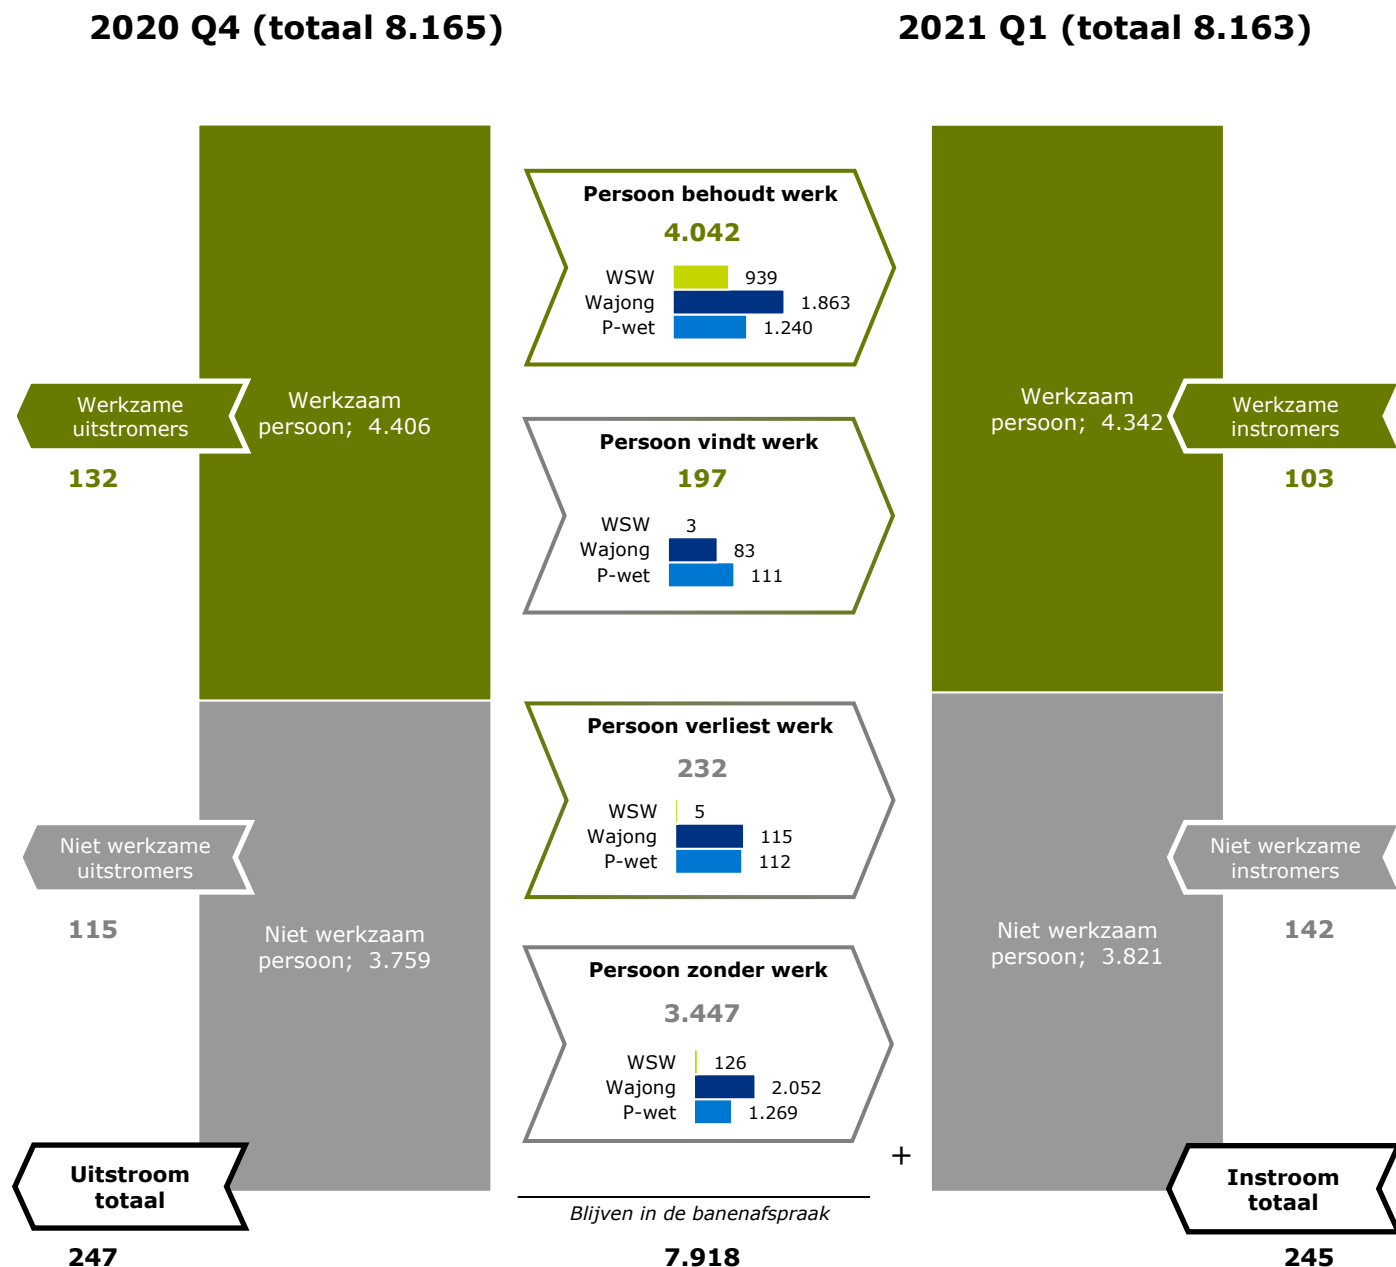 2020 Q4 (totaal 8.165)
2021 Q1 (totaal 8.163)
Persoon behoudt werk
4.042
WSW 939
Wajong 1.863
P-wet 1.240
Werkzame
uitstromers
132
Werkzaam
persoon; 4.406
Persoon vindt werk
197
WSW 3
Wajong 83
P-wet 111
Werkzaam
persoon; 4.342
Werkzame
instromers
103
Persoon verliest werk
232
WSW 5
Wajong 115
P-wet 112
Niet werkzame
uitstromers
115
Niet werkzaam
persoon; 3.759
Persoon zonder werk
3.447
WSW 126
Wajong 2.052
P-wet 1.269
Niet werkzaam
persoon; 3.821
Niet werkzame
instromers
142
+
Uitstroom
totaal
247
Blijven in de banenafspraak
7.918
Instroom
totaal
245